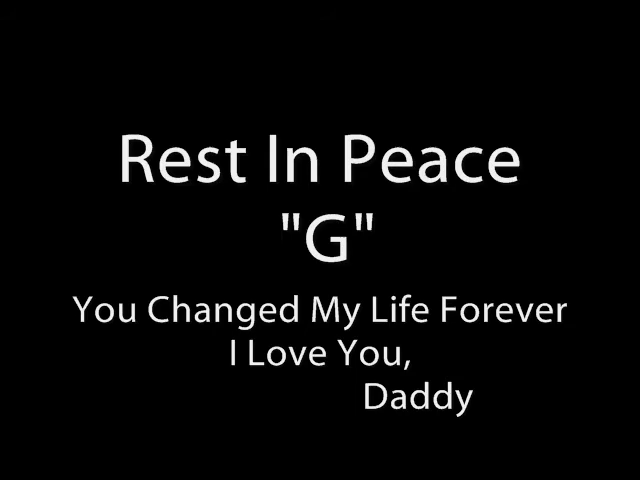 Rest In Peace
"G"
You Changed My Life Forever
I Love You,
Daddy